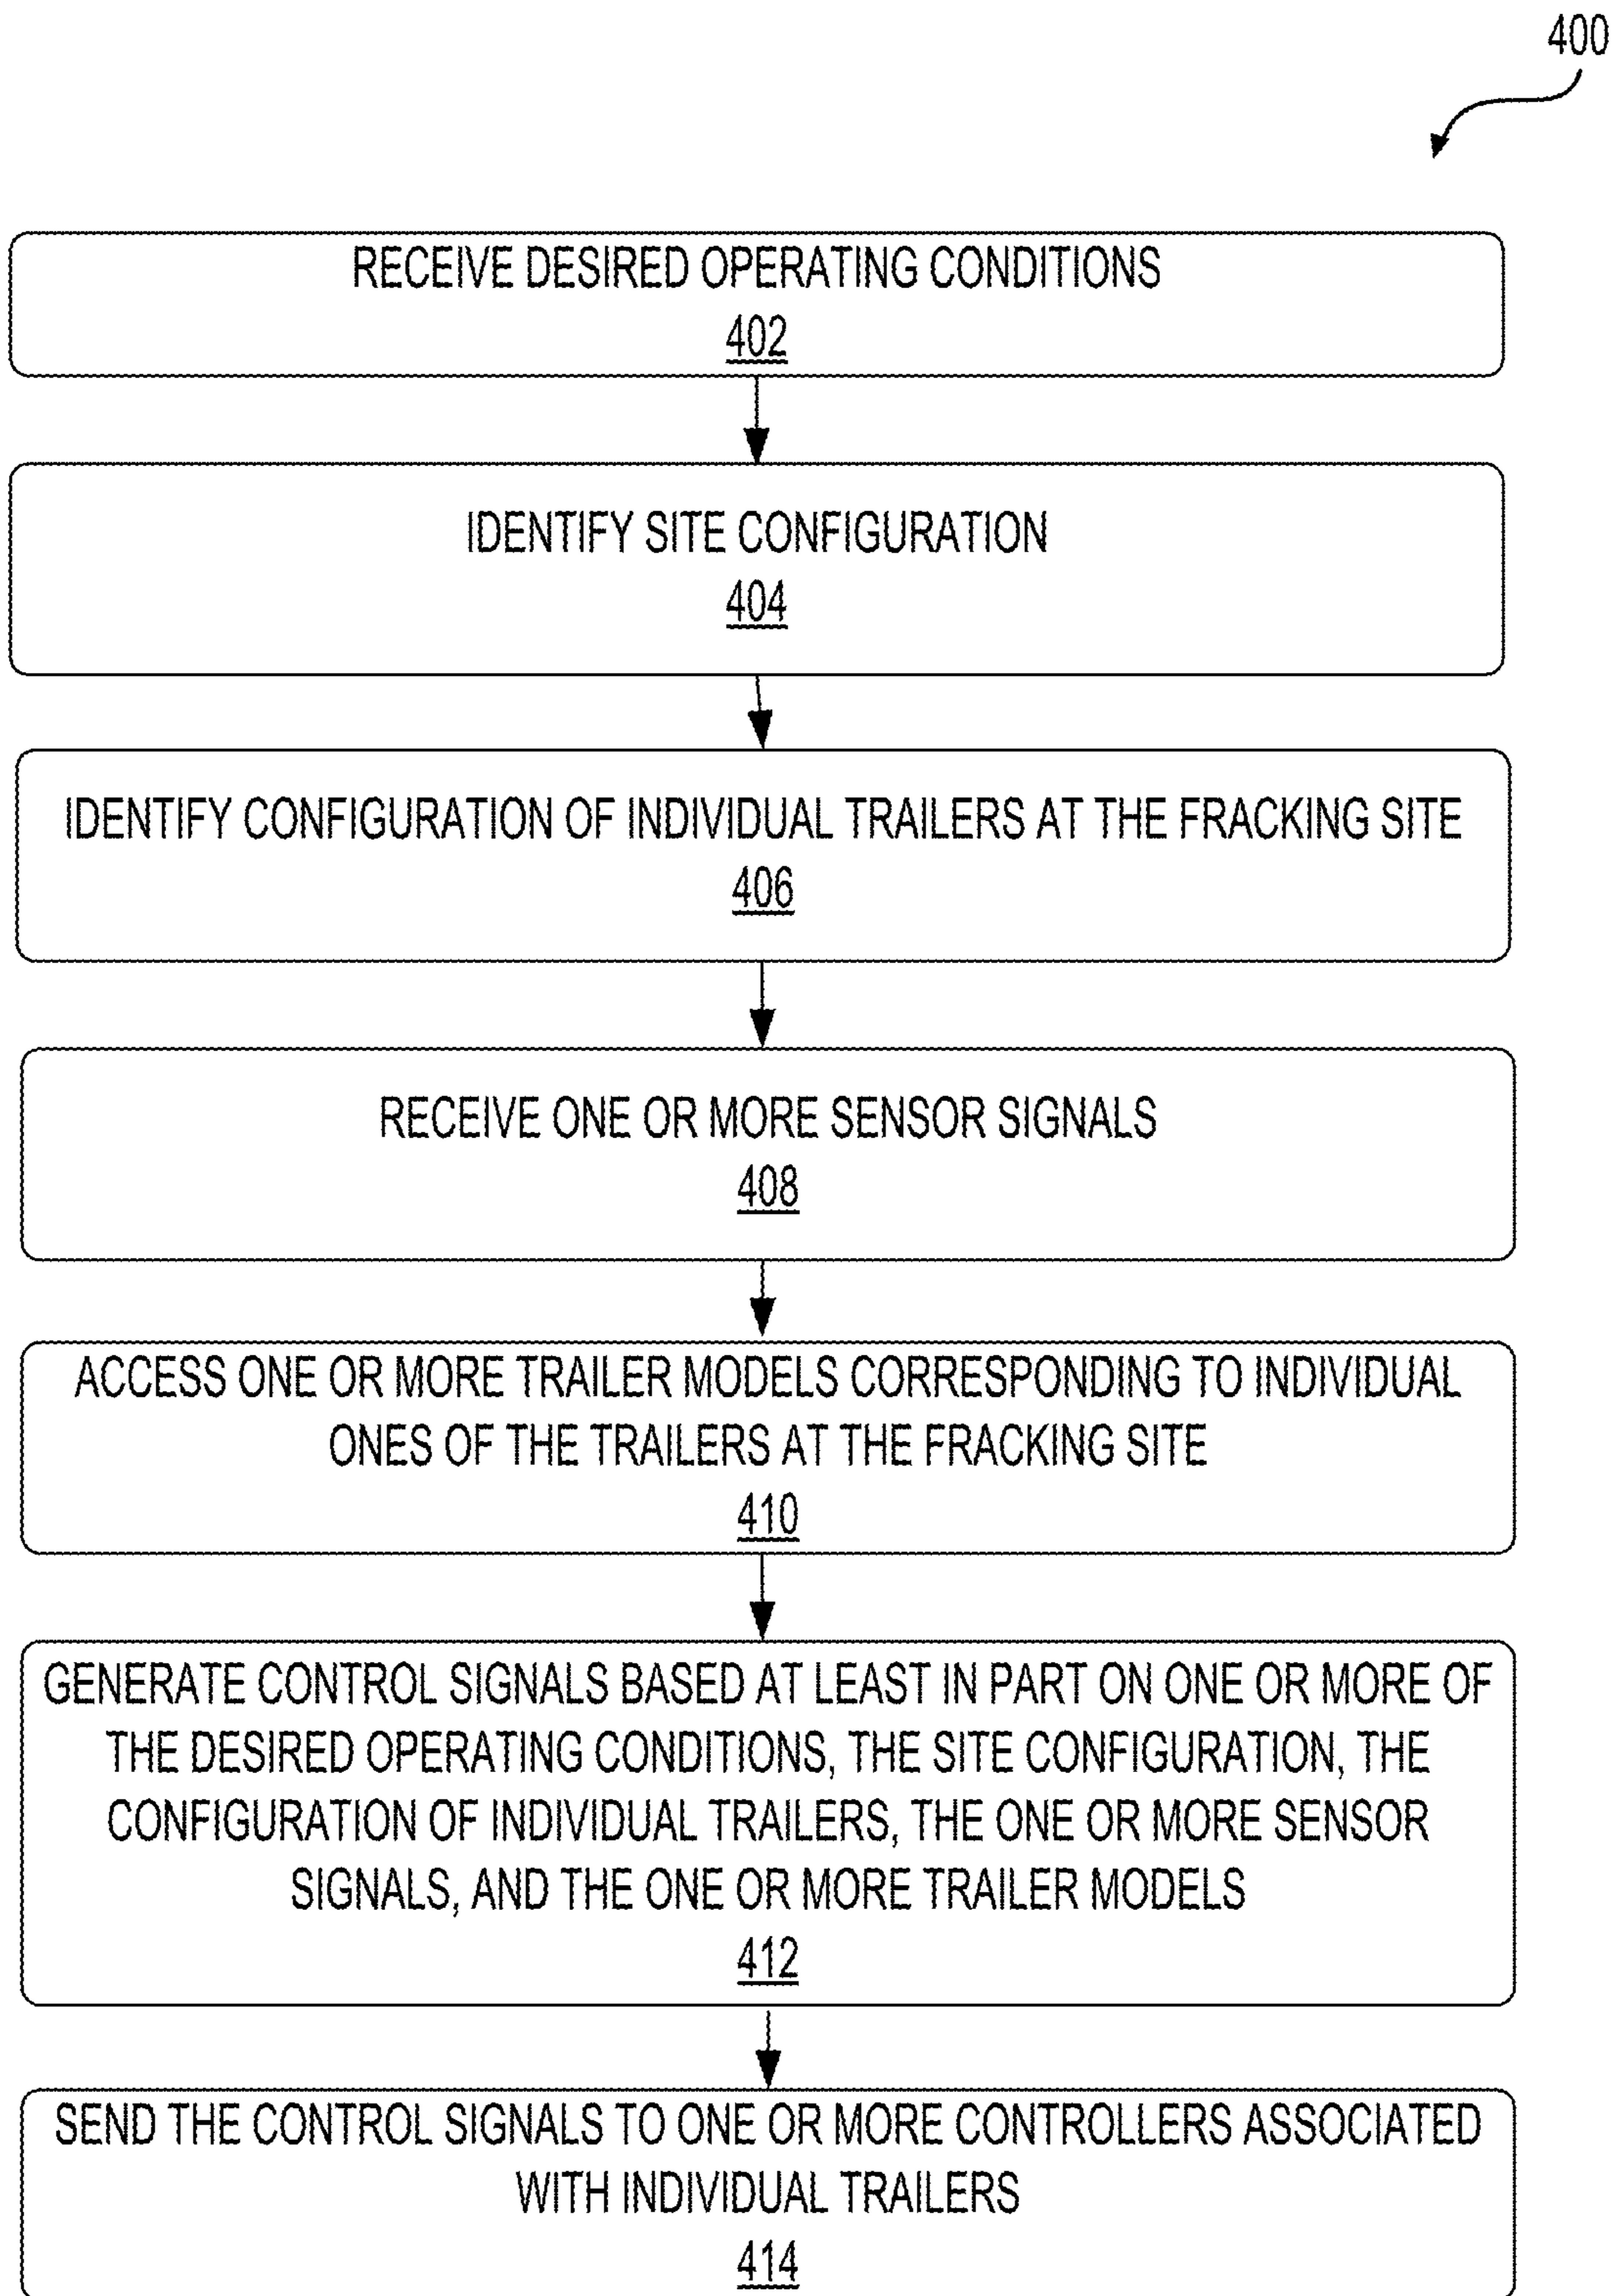 400
RECEIVE DESIRED OPERATING CONDITIONS
402
IDENTIFY SITE CONFIGURATION
404
IDENTIFY CONFIGURATION OF INDIVIDUAL TRAILERS AT THE FRACKING SITE
406
RECEIVE ONE OR MORE SENSOR SIGNALS
408
ACCESS ONE OR MORE TRAILER MODELS CORRESPONDING TO INDIVIDUAL
ONES OF THE TRAILERS AT THE FRACKING SITE
410
GENERATE CONTROL SIGNALS BASED AT LEAST IN PART ON ONE OR MORE OF
THE DESIRED OPERATING CONDITIONS, THE SITE CONFIGURATION, THE
CONFIGURATION OF INDIVIDUAL TRAILERS, THE ONE OR MORE SENSOR
SIGNALS, AND THE ONE OR MORE TRAILER MODELS
412
SEND THE CONTROL SIGNALS TO ONE OR MORE CONTROLLERS ASSOCIATED
WITH INDIVIDUAL TRAILERS
414